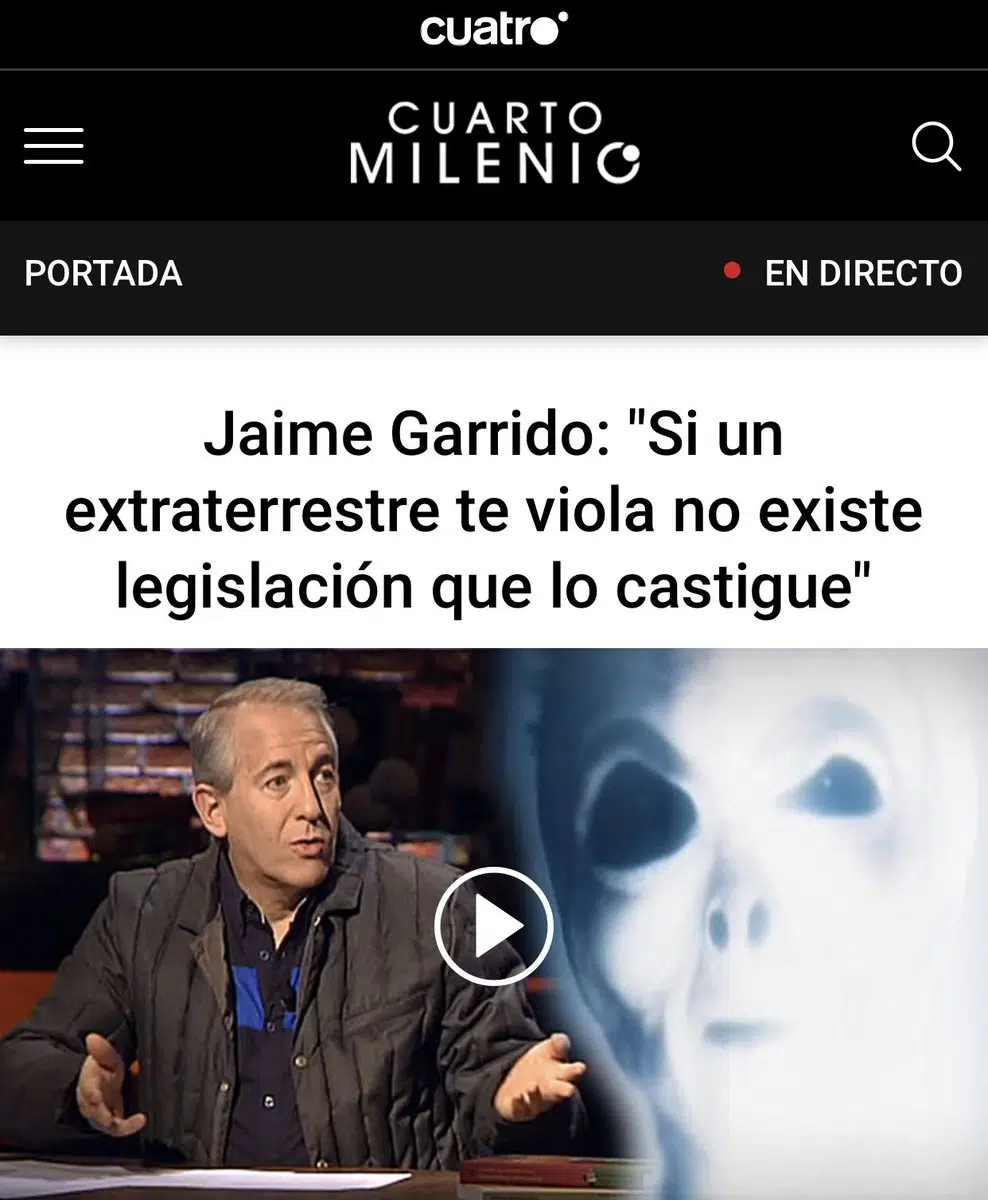 cuatro
CUARTO
MILENIO
PORTADA
EN DIRECTO
Jaime Garrido: "Si un
extraterrestre te viola no existe
legislación que lo castigue"